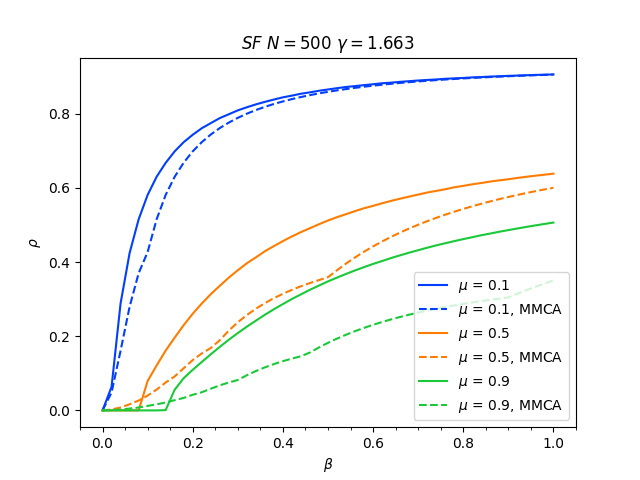 SF N = 500 γ = 1.663
ρ
0.8
0.6
0.4
0.2
0.0
0.0 0.2 0.4 0.6 0.8 1.0
β
μ = 0.1
μ = 0.1, MMCA
μ = 0.5
μ = 0.5, MMCA
μ = 0.9
μ = 0.9, MMCA